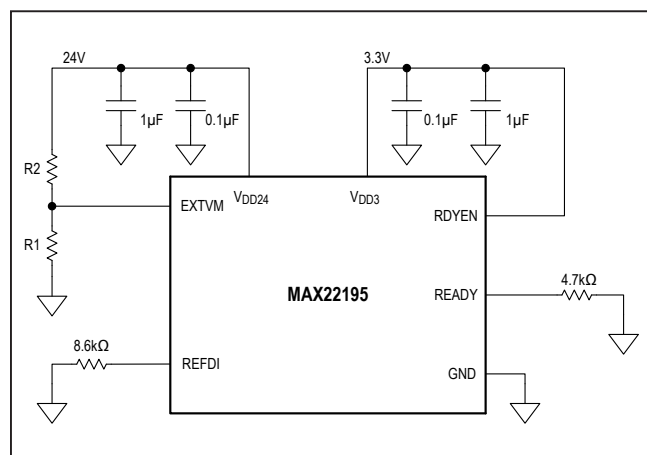 24V
3.3V
1µF
0.1µF
0.1µF
1µF
R2
VDD24
VDD3
EXTVM
RDYEN
R1
MAX22195
READY
4.7kΩ
8.6kΩ
REFDI
GND